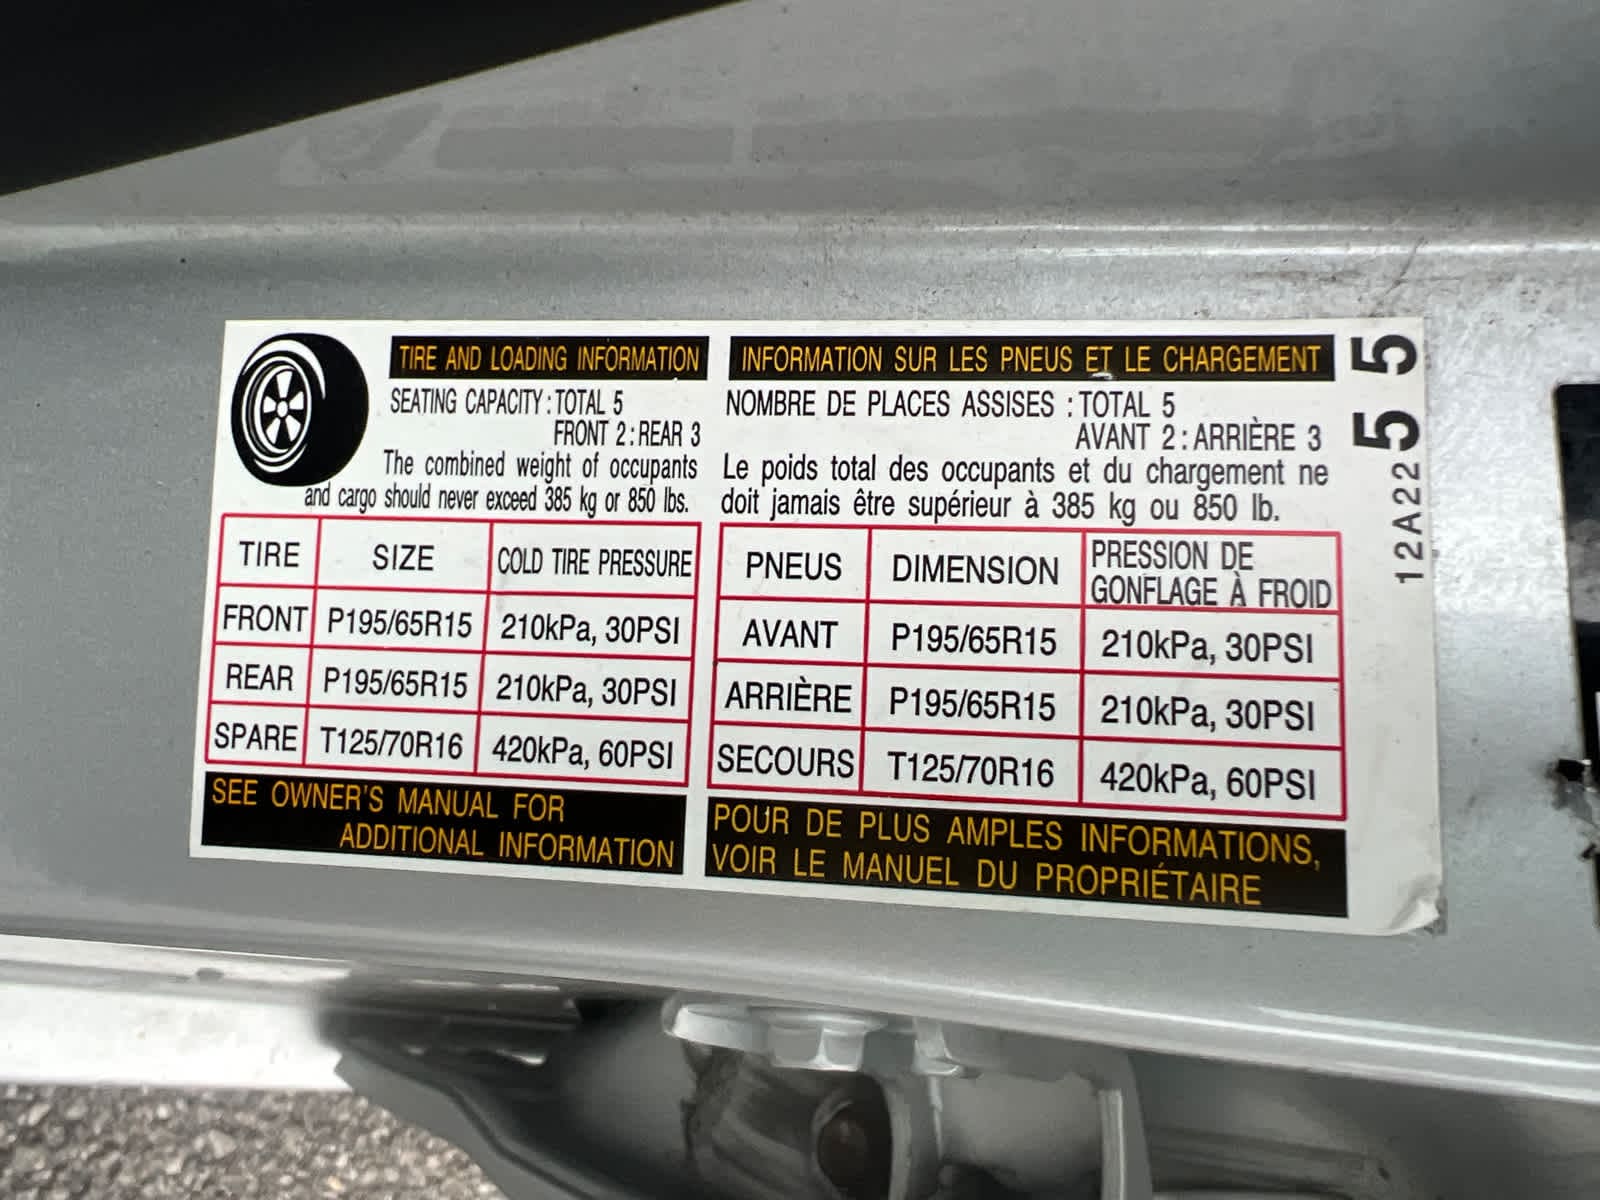 TIRE AND LOADING INFORMATION
SEATING CAPACITY : TOTAL 5
FRONT 2 : REAR 3
The combined weight of occupants
and cargo should never exceed 385 kg or 850 lbs.
TIRE SIZE COLD TIRE PRESSURE
FRONT P195/65R15 210kPa, 30PSI
REAR P195/65R15 210kPa, 30PSI
SPARE T125/70R16 420kPa, 60PSI
SEE OWNER'S MANUAL FOR
ADDITIONAL INFORMATION
INFORMATION SUR LES PNEUS ET LE CHARGEMENT
NOMBRE DE PLACES ASSISES : TOTAL 5
AVANT 2 : ARRIÈRE 3
Le poids total des occupants et du chargement ne
doit jamais être supérieur à 385 kg ou 850 lb.
PNEUS DIMENSION PRESSION DE
GONFLAGE À FROID
AVANT P195/65R15 210kPa, 30PSI
ARRIÈRE P195/65R15 210kPa, 30PSI
SECOURS T125/70R16 420kPa, 60PSI
POUR DE PLUS AMPLES INFORMATIONS,
VOIR LE MANUEL DU PROPRIÉTAIRE
12A22 5 5